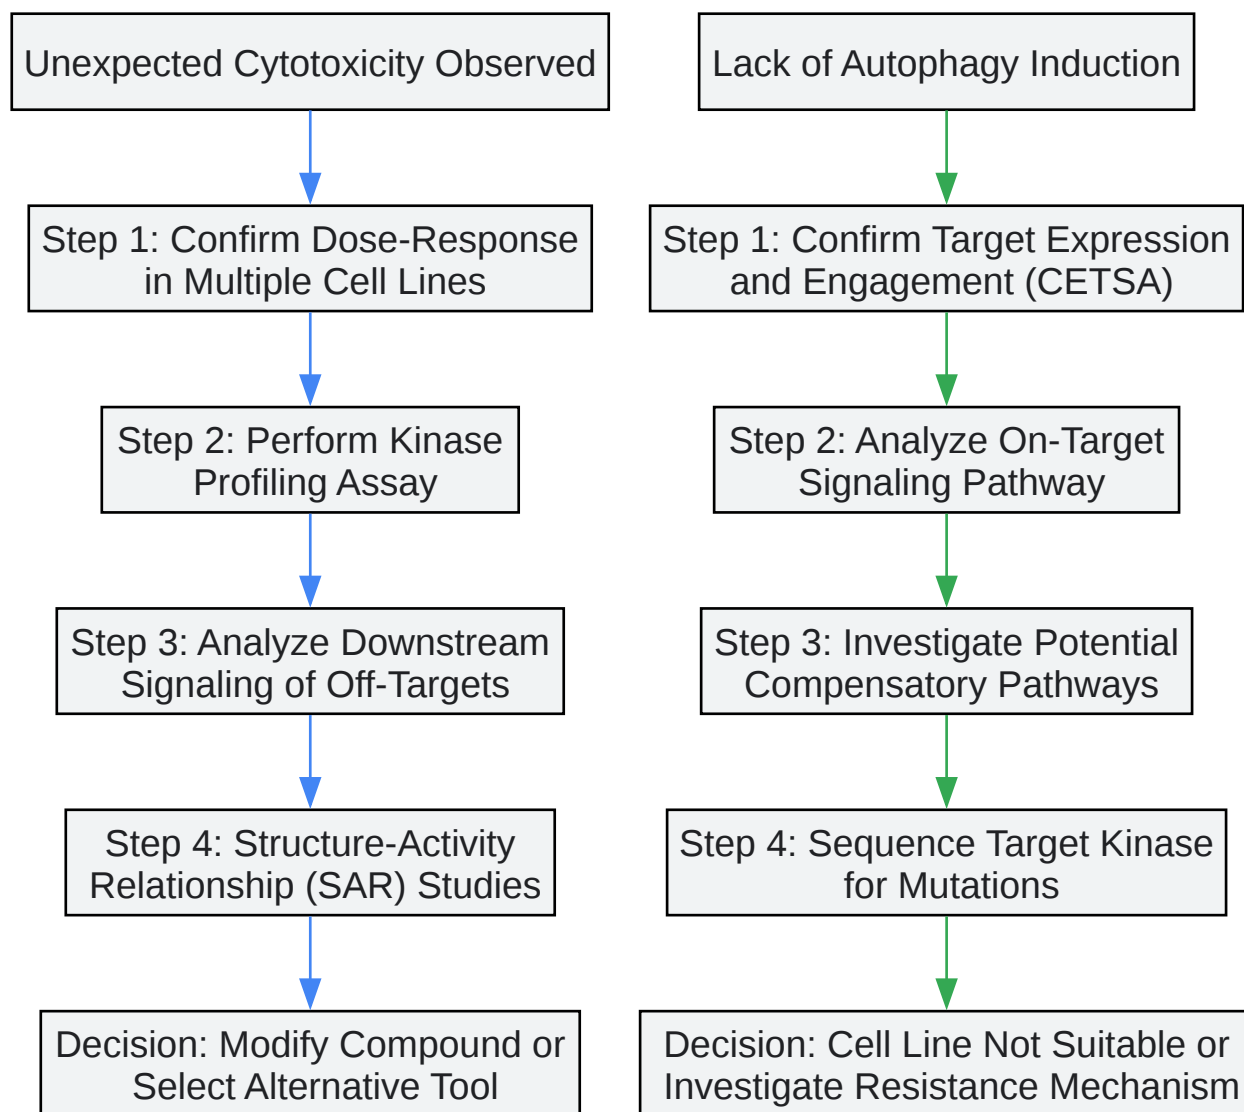 Unexpected Cytotoxicity Observed
Step 1: Confirm Dose-Response
in Multiple Cell Lines
Step 2: Perform Kinase
Profiling Assay
Step 3: Analyze Downstream
Signaling of Off-Targets
Step 4: Structure-Activity
Relationship (SAR) Studies
Decision: Modify Compound or
Select Alternative Tool
Lack of Autophagy Induction
Step 1: Confirm Target Expression
and Engagement (CETSA)
Step 2: Analyze On-Target
Signaling Pathway
Step 3: Investigate Potential
Compensatory Pathways
Step 4: Sequence Target Kinase
for Mutations
Decision: Cell Line Not Suitable or
Investigate Resistance Mechanism